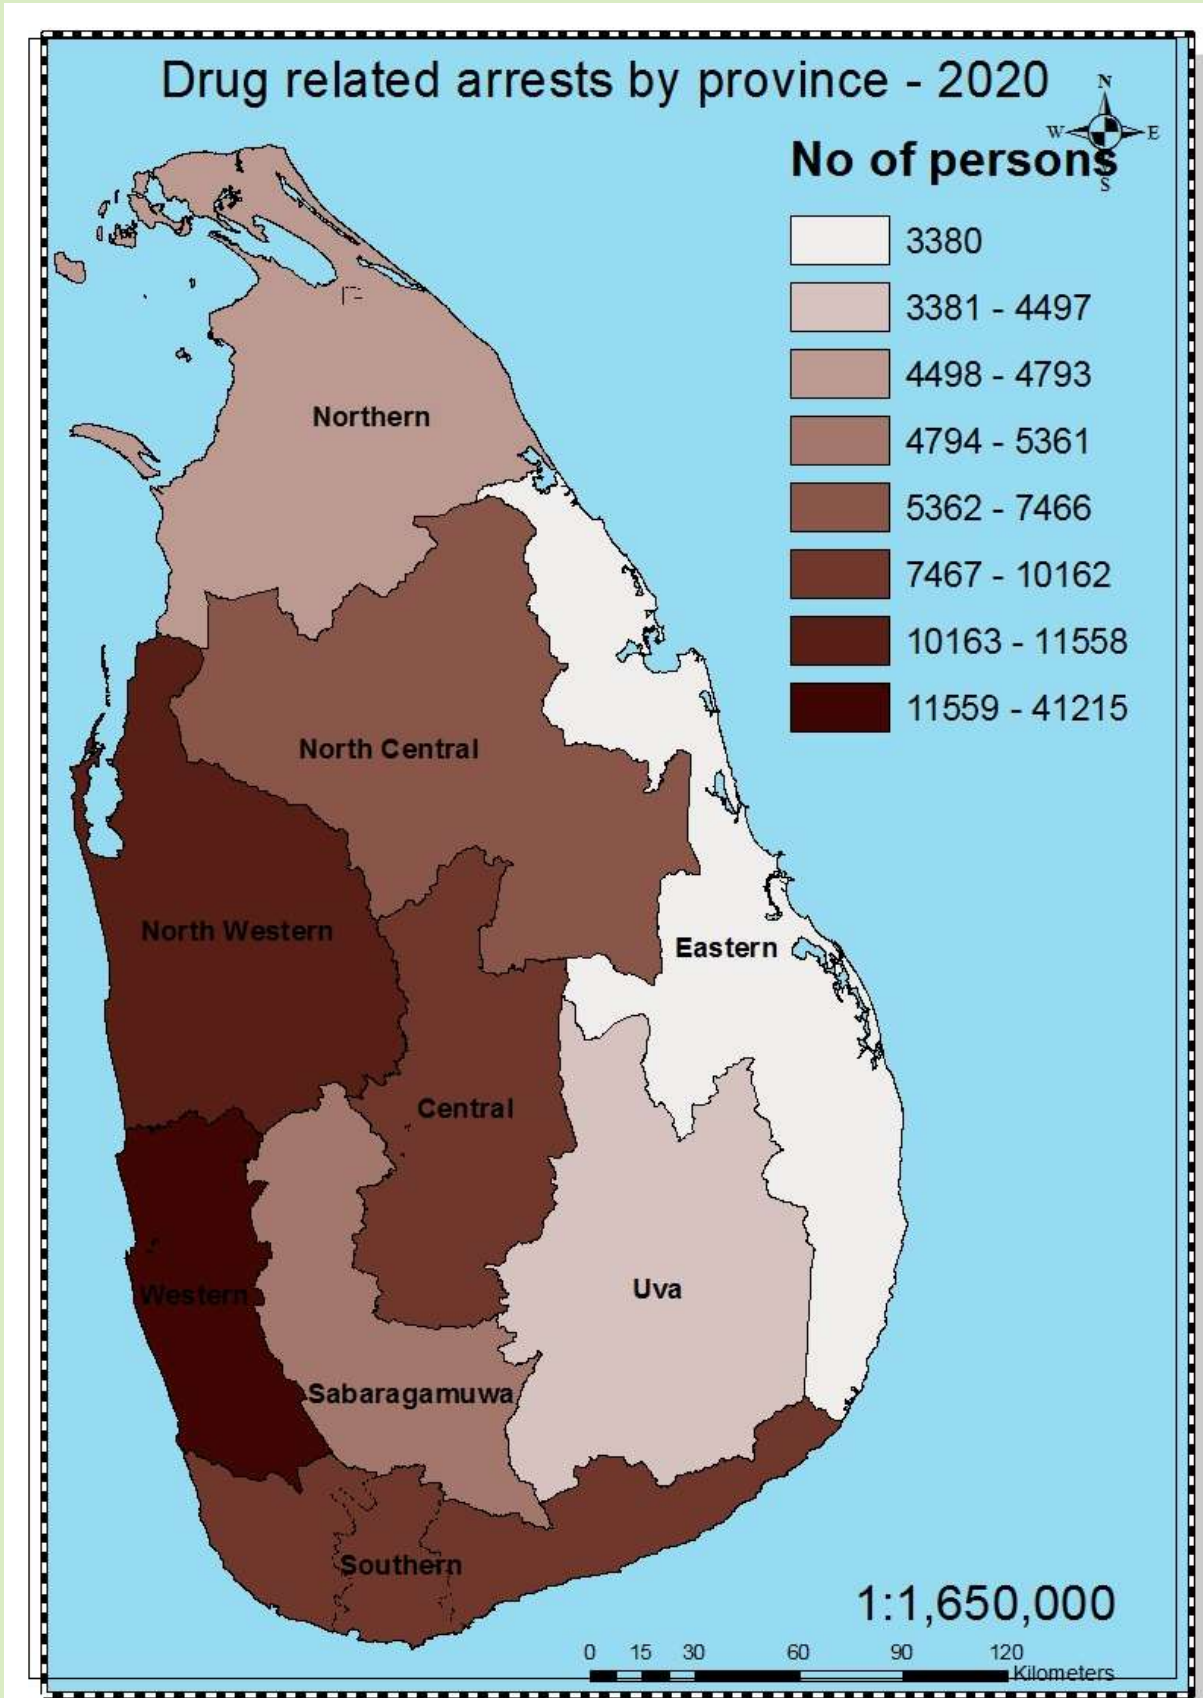 Drug related arrests by province - 2020
N
W E
S
No of persons
3380
3381 - 4497
4498 - 4793
4794 - 5361
5362 - 7466
7467 - 10162
10163 - 11558
11559 - 41215
Northern
North Central
North Western
Eastern
Central
Uva
Western
Sabaragamuwa
Southern
1:1,650,000
0 15 30 60 90 120
Kilometers